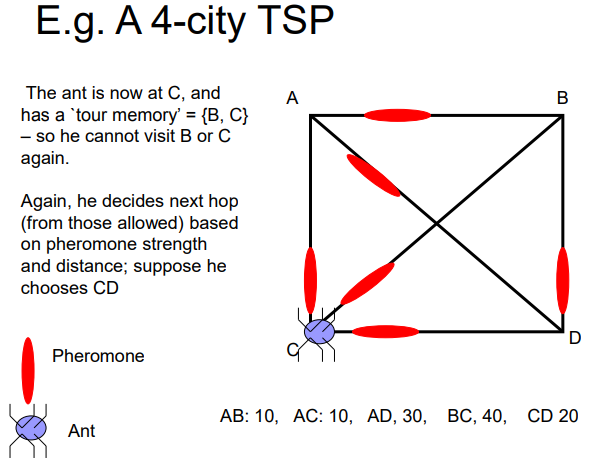 E.g. A 4-city TSP
The ant is now at C, and
has a `tour memory’ = {B, C}
– so he cannot visit B or C
again.
Again, he decides next hop
(from those allowed) based
on pheromone strength
and distance; suppose he
chooses CD
A
B
C
D
Pheromone
Ant
AB: 10, AC: 10, AD, 30, BC, 40, CD 20